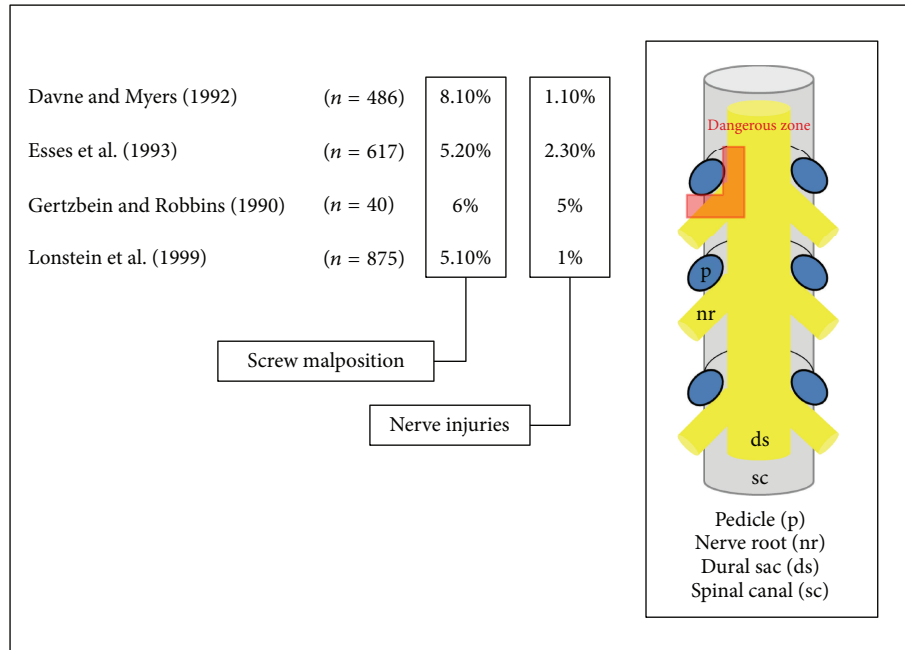 Davne and Myers (1992) (n = 486) 8.10% 1.10%
Esses et al. (1993) (n = 617) 5.20% 2.30%
Gertzbein and Robbins (1990) (n = 40) 6% 5%
Lonstein et al. (1999) (n = 875) 5.10% 1%
Screw malposition
Nerve injuries
Dangerous zone
p
nr
ds
sc
Pedicle (p)
Nerve root (nr)
Dural sac (ds)
Spinal canal (sc)